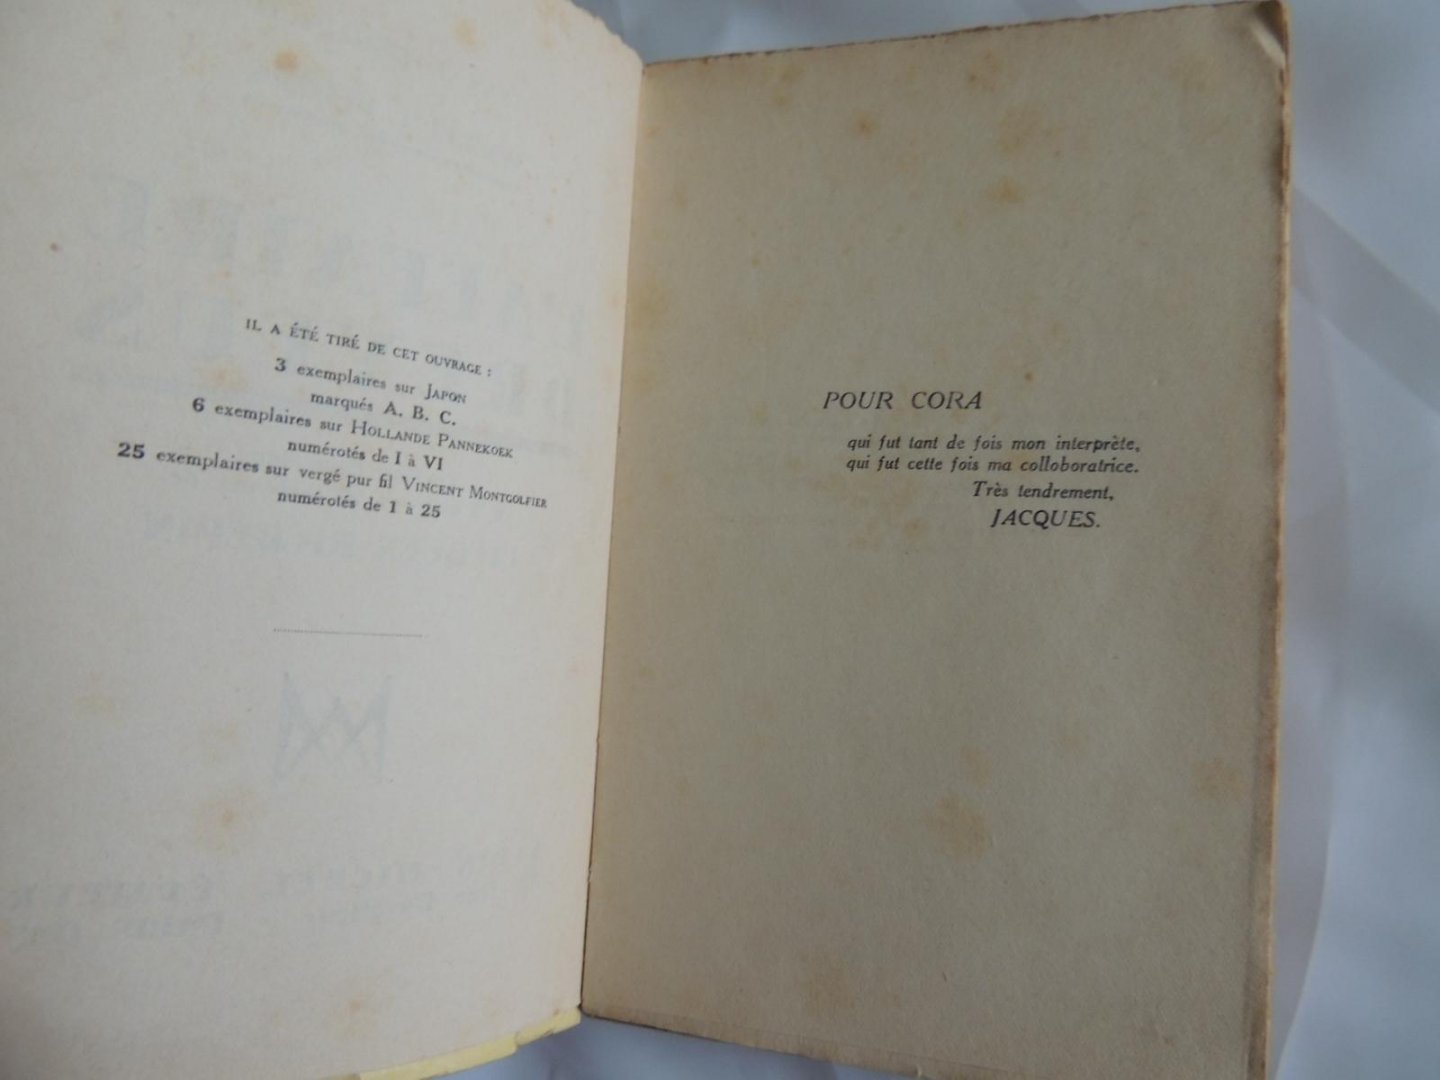 IL A ÉTÉ TIRÉ DE CET OUVRAGE :
3 exemplaires sur JAPON
marqués A. B. C.
6 exemplaires sur HOLLANDE PANNEKOEK
numérotés de I à VI
25 exemplaires sur vergé pur fil VINCENT MONTGOLFIER
numérotés de 1 à 25
POUR CORA
qui fut tant de fois mon interprète,
qui fut cette fois ma colloboratrice.
Très tendrement,
JACQUES.